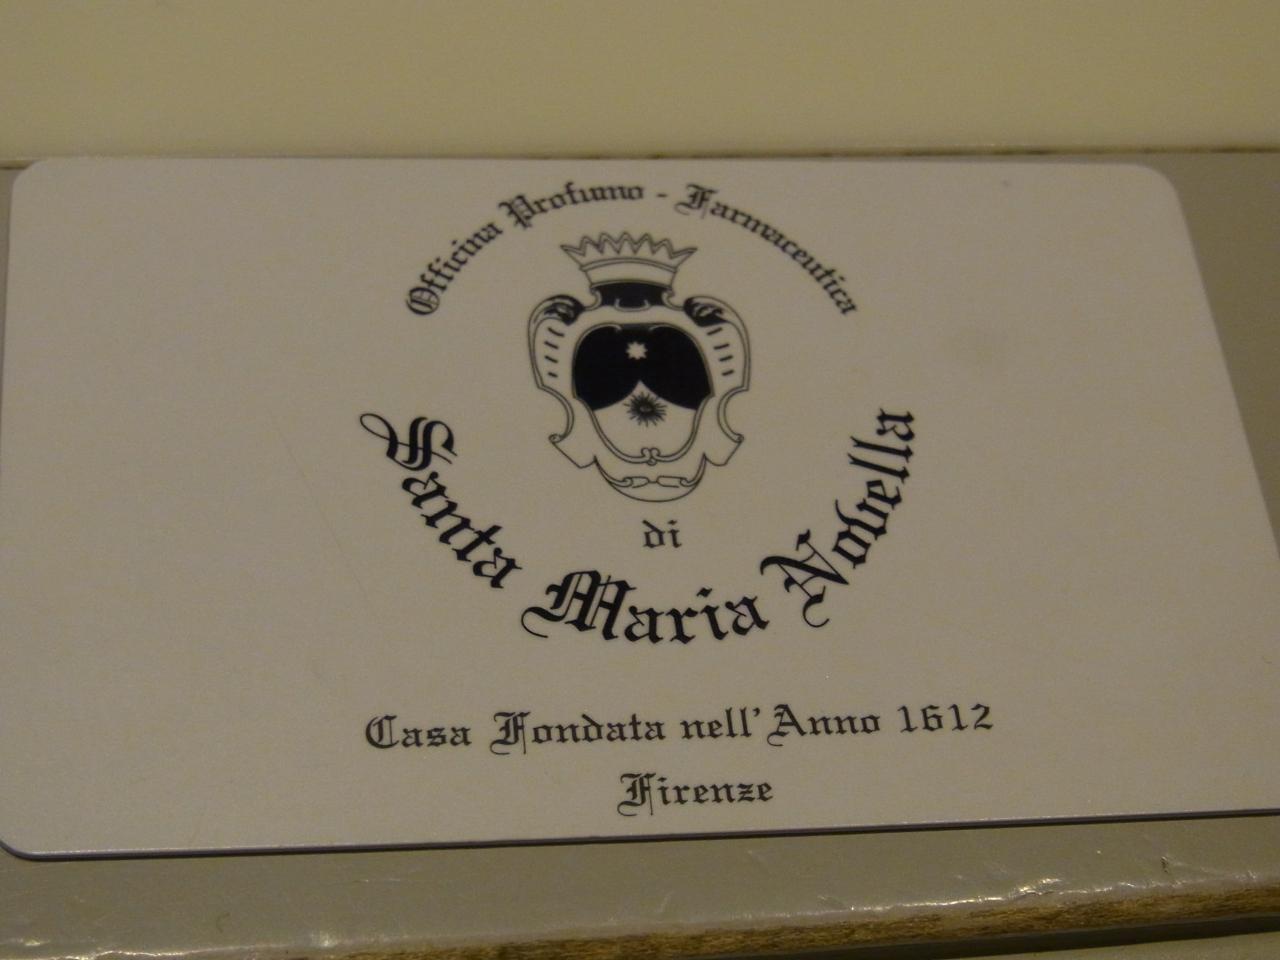 Officina Profumo - Farmaceutica
di
Santa Maria Novella
Casa Fondata nell'Anno 1612
Firenze